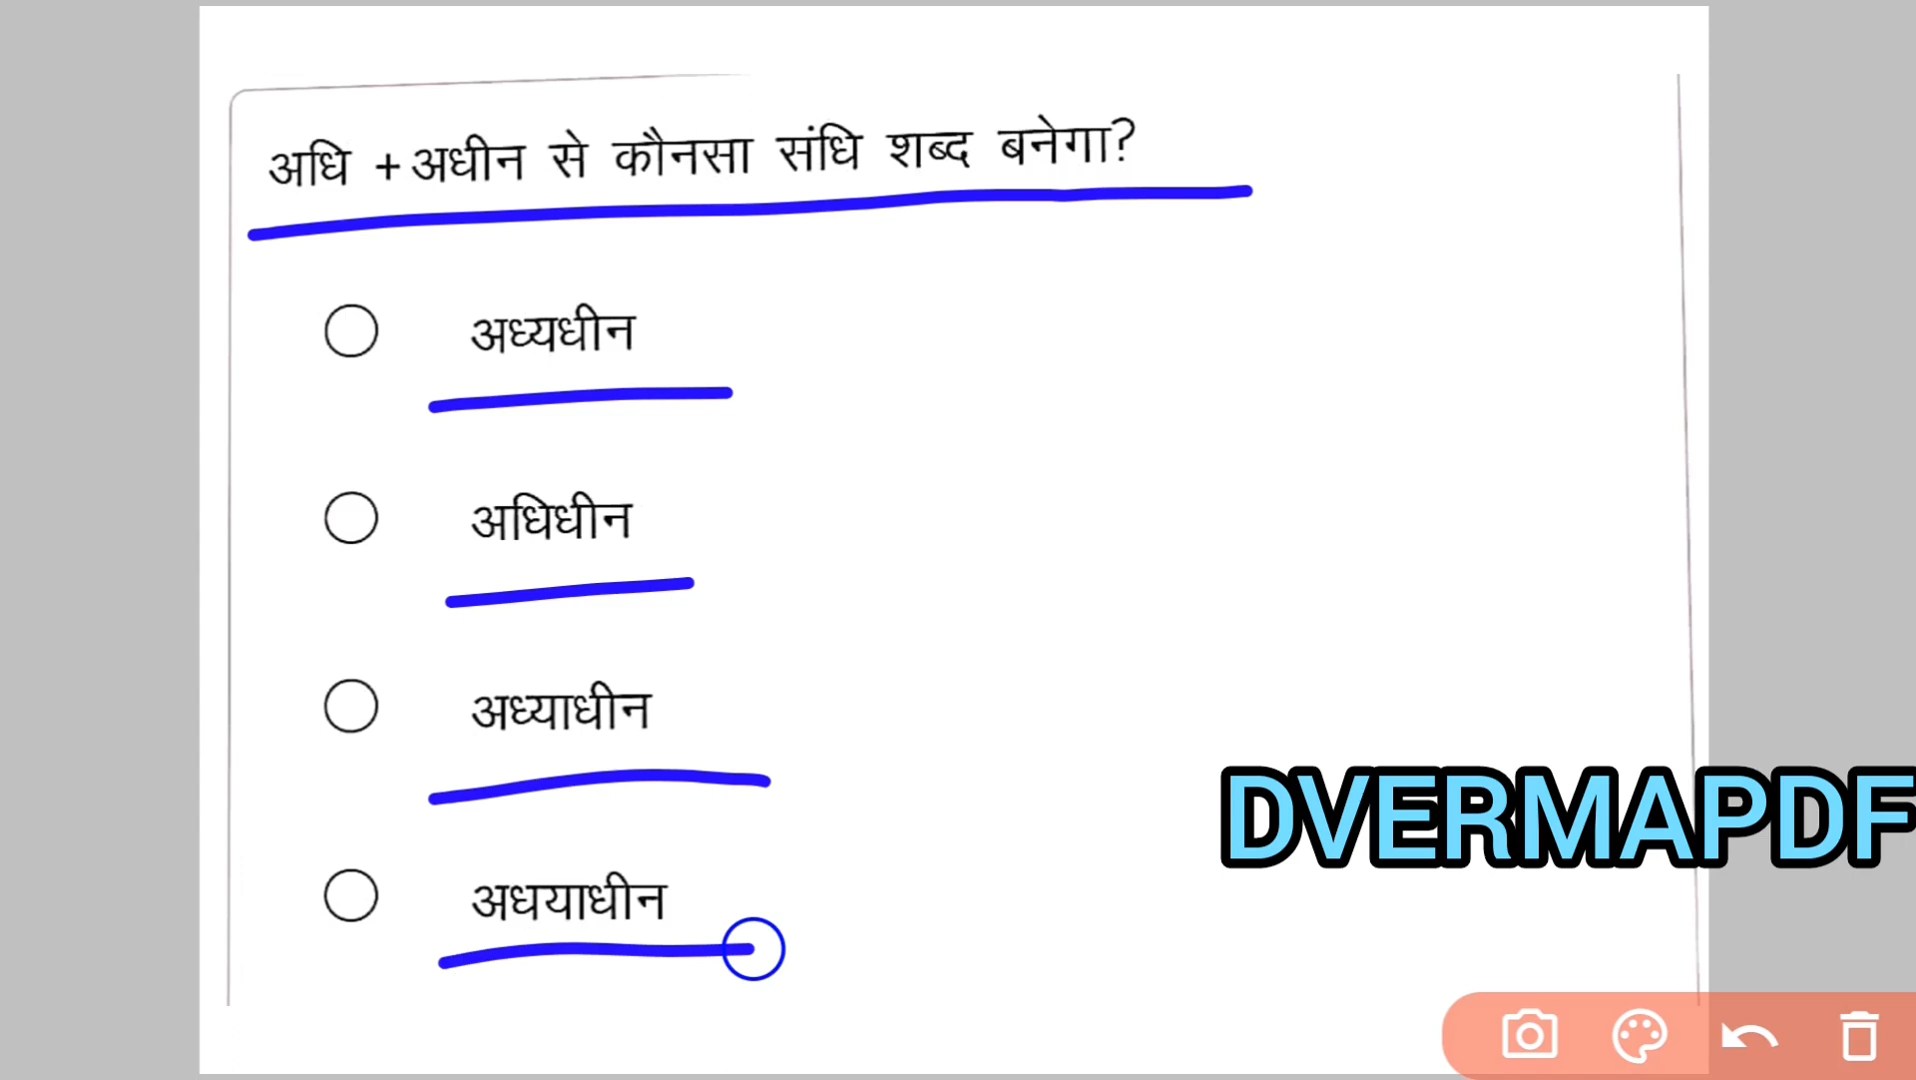 अधि +अधीन से कौनसा संधि शब्द बनेगा?
अध्यधीन
अधिधीन
अध्याधीन
अधयाधीन
DVERMAPDF